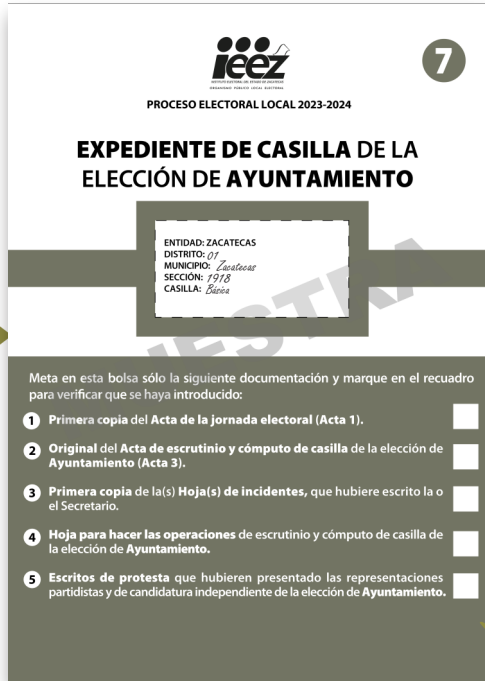 ieez
INSTITUTO ELECTORAL DEL ESTADO DE ZACATECAS
ORGANISMO PÚBLICO LOCAL ELECTORAL
7
PROCESO ELECTORAL LOCAL 2023-2024
EXPEDIENTE DE CASILLA DE LA
ELECCIÓN DE AYUNTAMIENTO
ENTIDAD: ZACATECAS
DISTRITO: 01
MUNICIPIO: Zacatecas
SECCIÓN: 1918
CASILLA: Básica
MUESTRA
Meta en esta bolsa sólo la siguiente documentación y marque en el recuadro
para verificar que se haya introducido:
1 Primera copia del Acta de la jornada electoral (Acta 1).
2 Original del Acta de escrutinio y cómputo de casilla de la elección de
Ayuntamiento (Acta 3).
3 Primera copia de la(s) Hoja(s) de incidentes, que hubiere escrito la o
el Secretario.
4 Hoja para hacer las operaciones de escrutinio y cómputo de casilla de
la elección de Ayuntamiento.
5 Escritos de protesta que hubieren presentado las representaciones
partidistas y de candidatura independiente de la elección de Ayuntamiento.